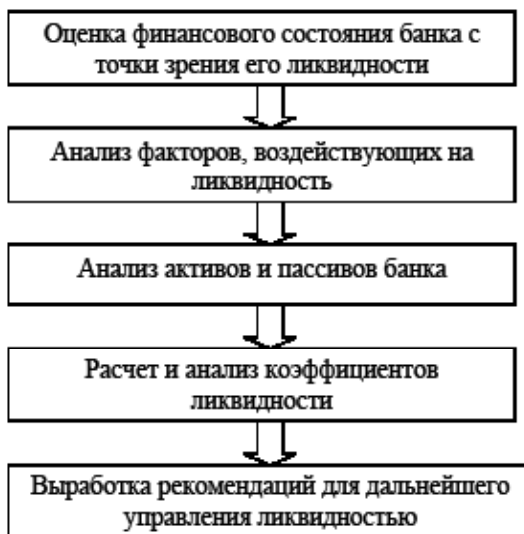 Оценка финансового состояния банка с
точки зрения его ликвидности
Анализ факторов, воздействующих на
ликвидность
Анализ активов и пассивов банка
Расчет и анализ коэффициентов
ликвидности
Выработка рекомендаций для дальнейшего
управления ликвидностью